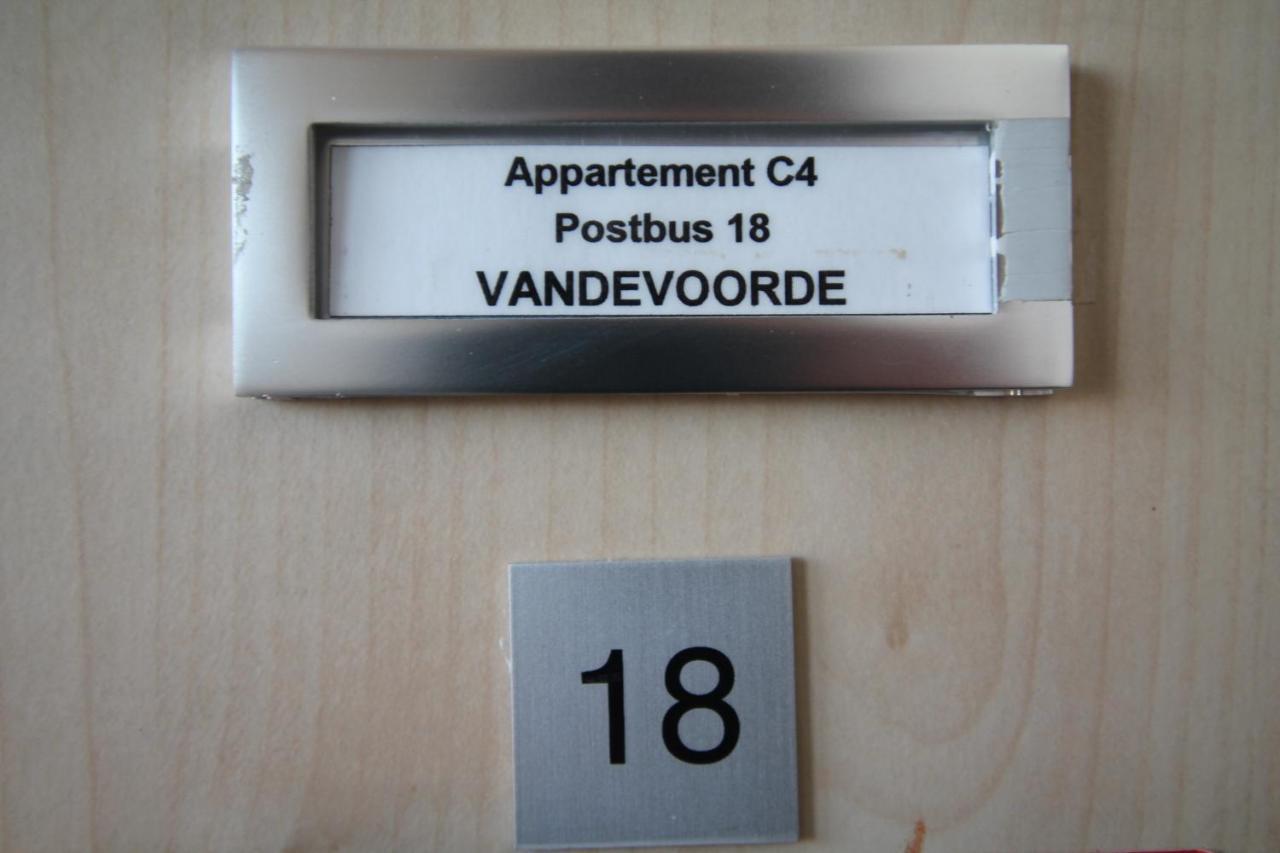 Appartement C4
Postbus 18
VANDEVOORDE
18